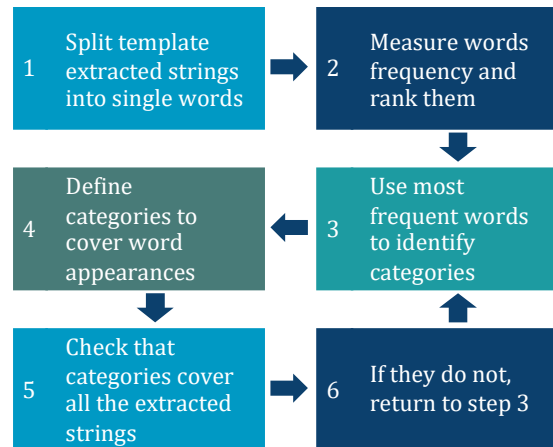 1
Split template
extracted strings
into single words
2
Measure words
frequency and
rank them
4
Define
categories to
cover word
appearances
3
Use most
frequent words
to identify
categories
5
Check that
categories cover
all the extracted
strings
6
If they do not,
return to step 3